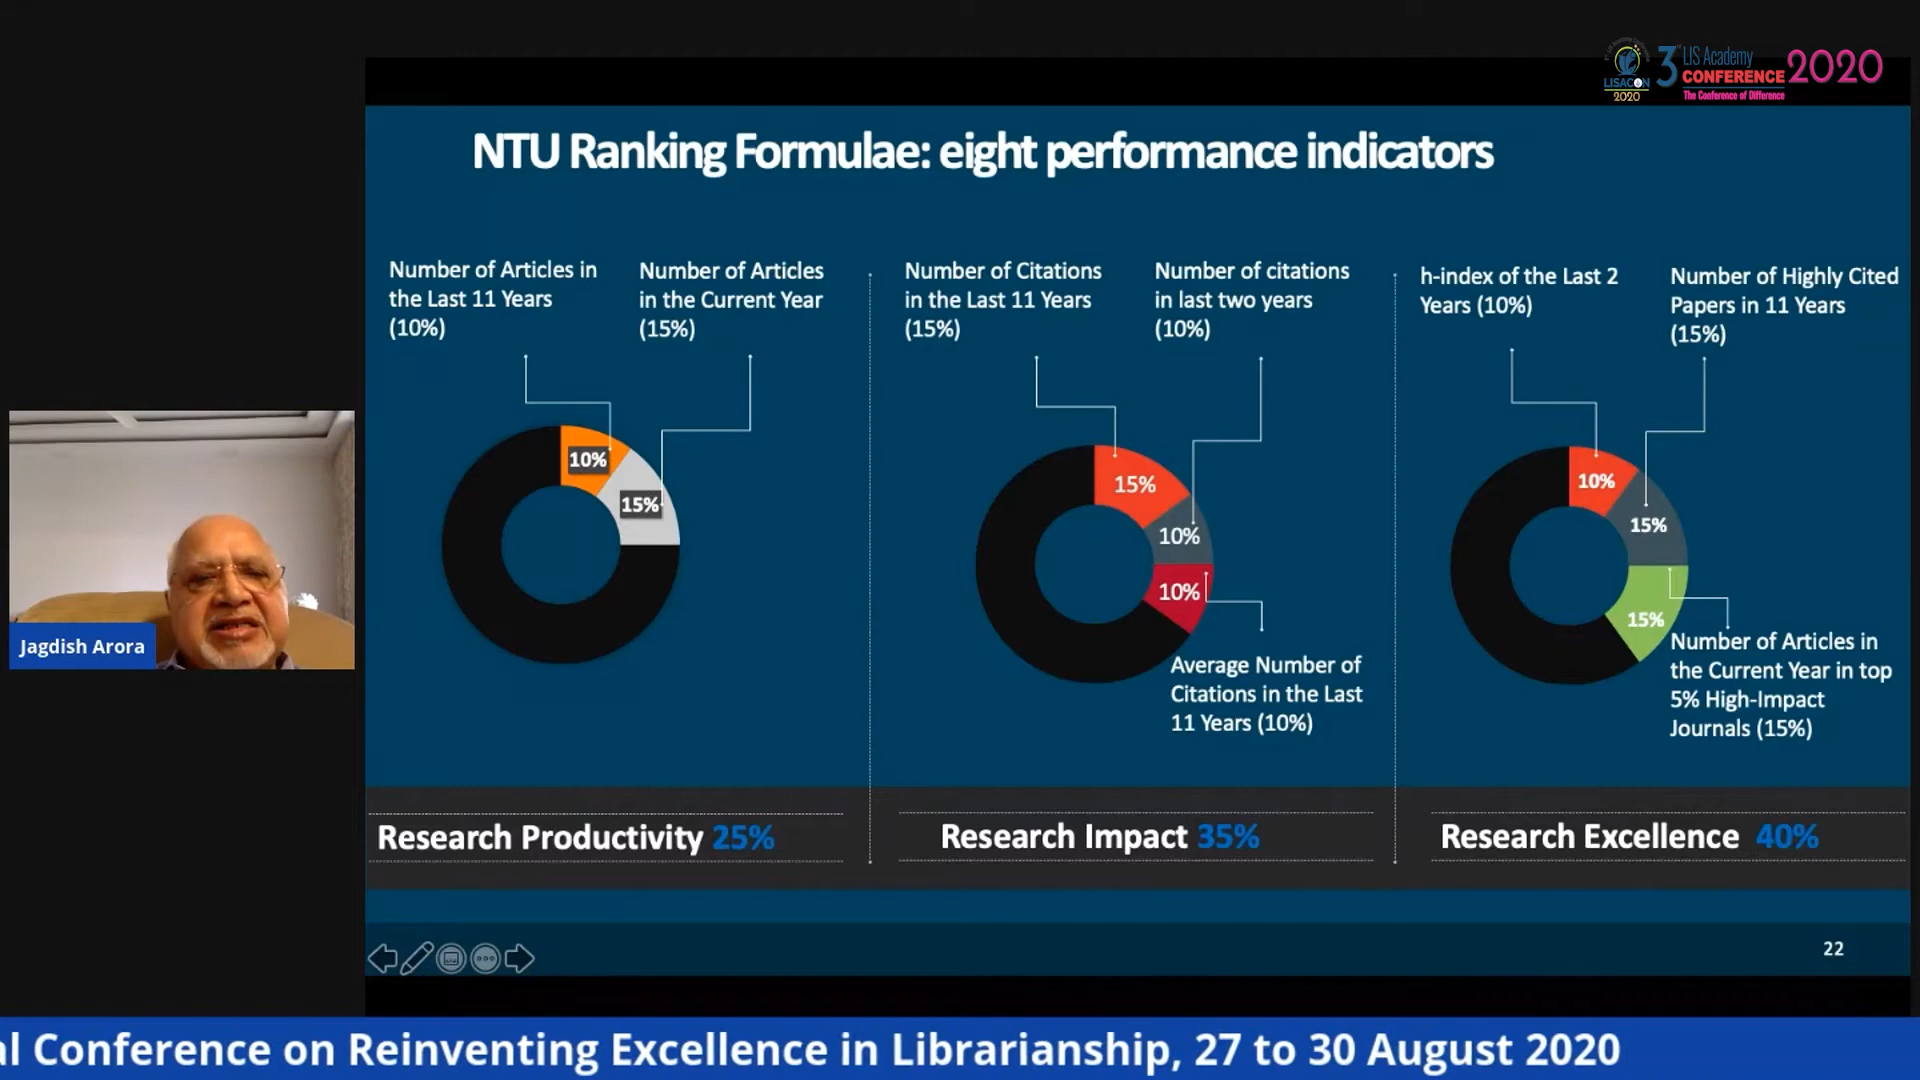 LISACON
2020
3rd LIS Academy
CONFERENCE 2020
The Conference of Difference
NTU Ranking Formulae: eight performance indicators
Number of Articles in
the Last 11 Years
(10%)
Number of Articles
in the Current Year
(15%)
10%
15%
Number of Citations
in the Last 11 Years
(15%)
Number of citations
in last two years
(10%)
15%
10%
10%
Average Number of
Citations in the Last
11 Years (10%)
h-index of the Last 2
Years (10%)
Number of Highly Cited
Papers in 11 Years
(15%)
10%
15%
15%
Number of Articles in
the Current Year in top
5% High-Impact
Journals (15%)
Jagdish Arora
Research Productivity 25%
Research Impact 35%
Research Excellence 40%
22
al Conference on Reinventing Excellence in Librarianship, 27 to 30 August 2020